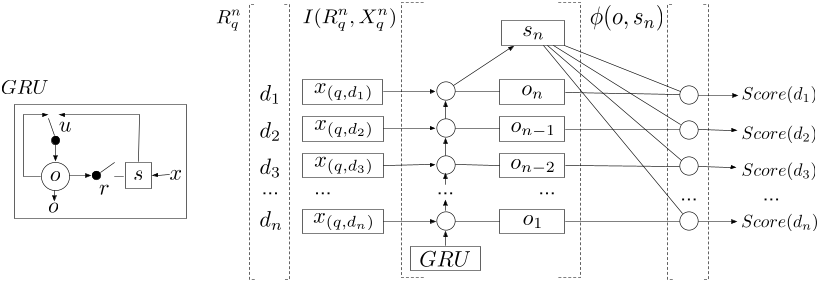 R_q^n I(R_q^n, X_q^n) ϕ(o, s_n)
s_n
GRU
d_1 x_(q,d_1) o_n Score(d_1)
u
d_2 x_(q,d_2) o_{n-1} Score(d_2)
d_3 x_(q,d_3) o_{n-2} Score(d_3)
o r s x
... ... ... ... ... ...
o
d_n x_(q,d_n) o_1 Score(d_n)
GRU